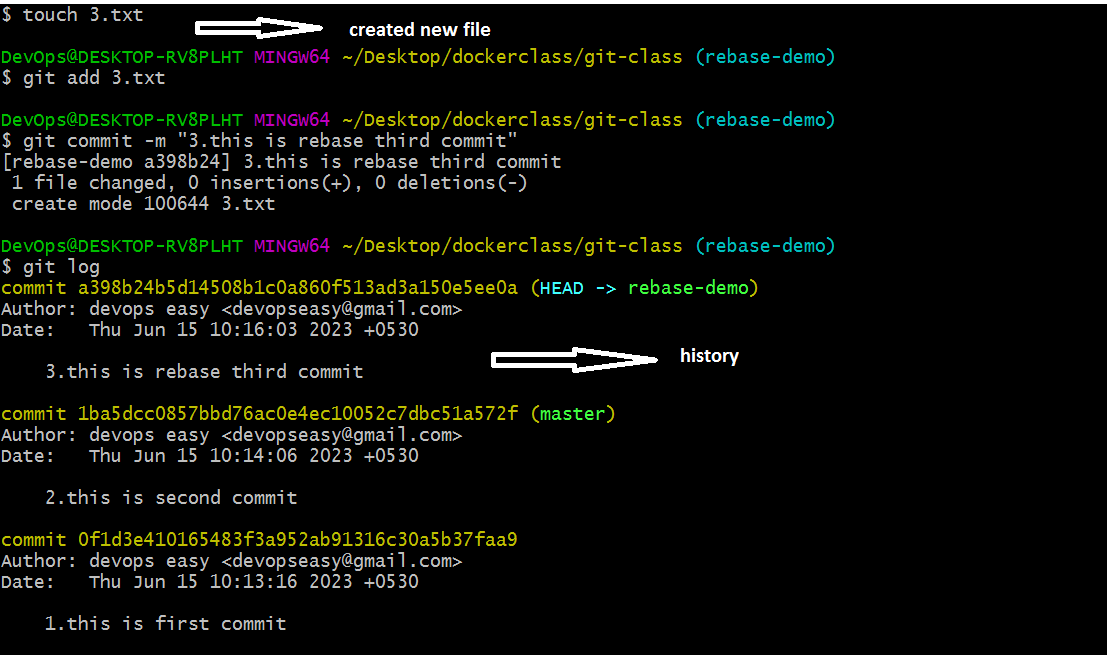 $ touch 3.txt
created new file
DevOps@DESKTOP-RV8PLHT MINGW64 ~/Desktop/dockerclass/git-class (rebase-demo)
$ git add 3.txt
DevOps@DESKTOP-RV8PLHT MINGW64 ~/Desktop/dockerclass/git-class (rebase-demo)
$ git commit -m "3.this is rebase third commit"
[rebase-demo a398b24] 3.this is rebase third commit
 1 file changed, 0 insertions(+), 0 deletions(-)
 create mode 100644 3.txt
DevOps@DESKTOP-RV8PLHT MINGW64 ~/Desktop/dockerclass/git-class (rebase-demo)
$ git log
commit a398b24b5d14508b1c0a860f513ad3a150e5ee0a (HEAD -> rebase-demo)
Author: devops easy <devopseasy@gmail.com>
Date:   Thu Jun 15 10:16:03 2023 +0530
history
    3.this is rebase third commit
commit 1ba5dcc0857bbd76ac0e4ec10052c7dbc51a572f (master)
Author: devops easy <devopseasy@gmail.com>
Date:   Thu Jun 15 10:14:06 2023 +0530
    2.this is second commit
commit 0f1d3e410165483f3a952ab91316c30a5b37faa9
Author: devops easy <devopseasy@gmail.com>
Date:   Thu Jun 15 10:13:16 2023 +0530
    1.this is first commit